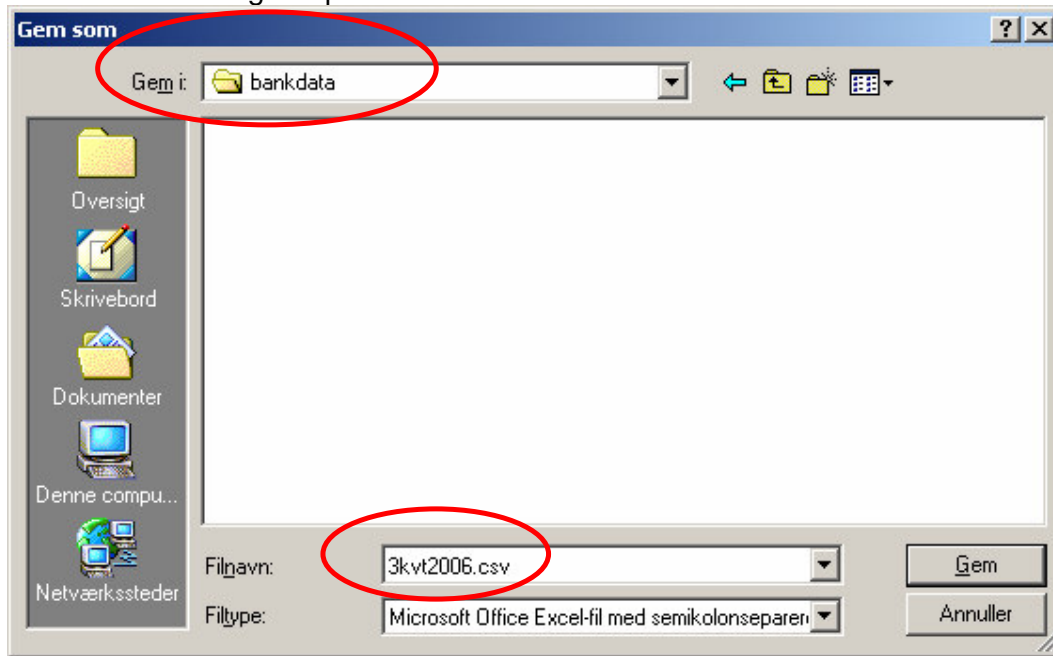 Gem som
Gem i:
bankdata
Oversigt
Skrivebord
Dokumenter
Denne compu...
Netværkssteder
Filnavn:
3kvt2006.csv
Gem
Filtype:
Microsoft Office Excel-fil med semikolonseparer
Annuller